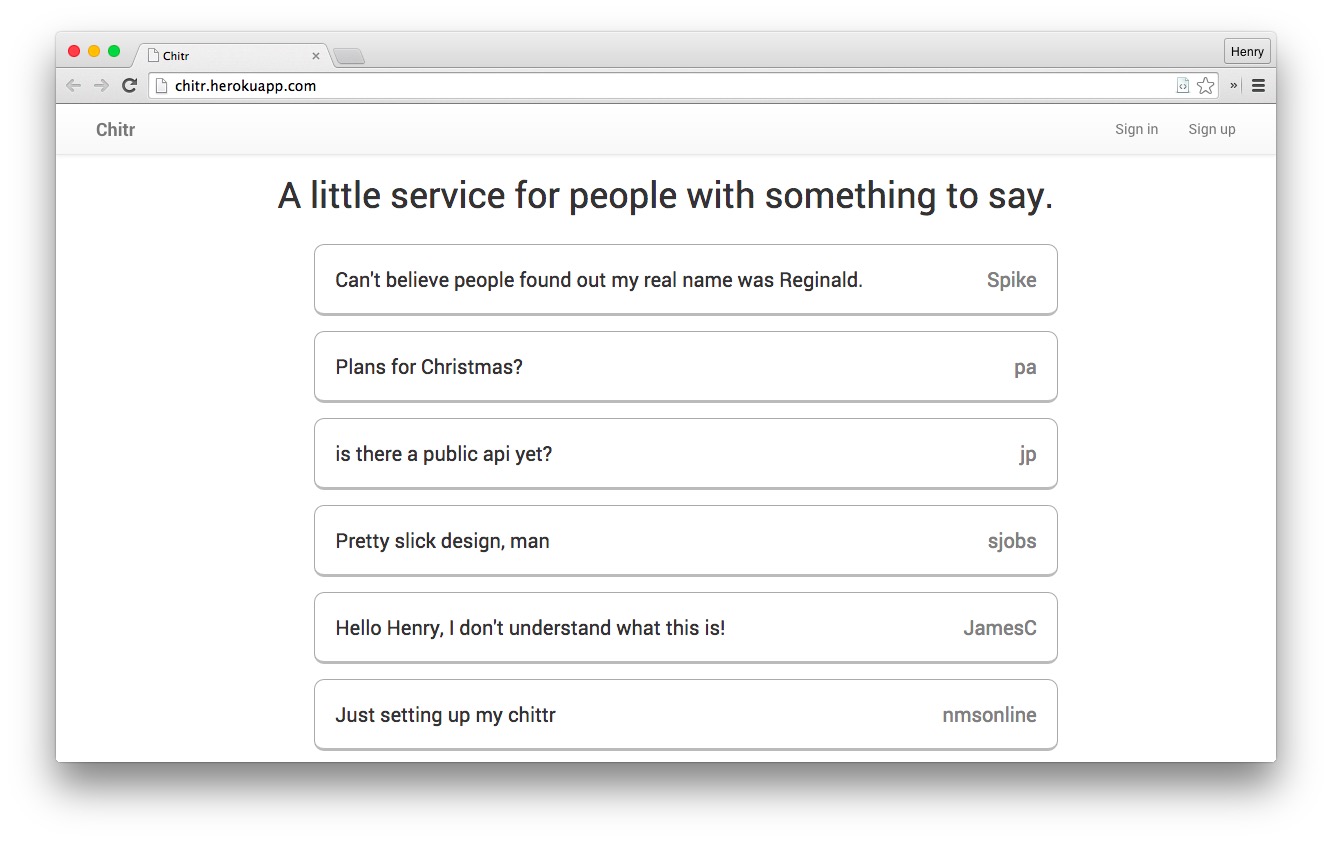 Chitr
Henry
chitr.herokuapp.com
»
Chitr Sign in Sign up
A little service for people with something to say.
Can't believe people found out my real name was Reginald. Spike
Plans for Christmas? pa
is there a public api yet? jp
Pretty slick design, man sjobs
Hello Henry, I don't understand what this is! JamesC
Just setting up my chittr nmsonline